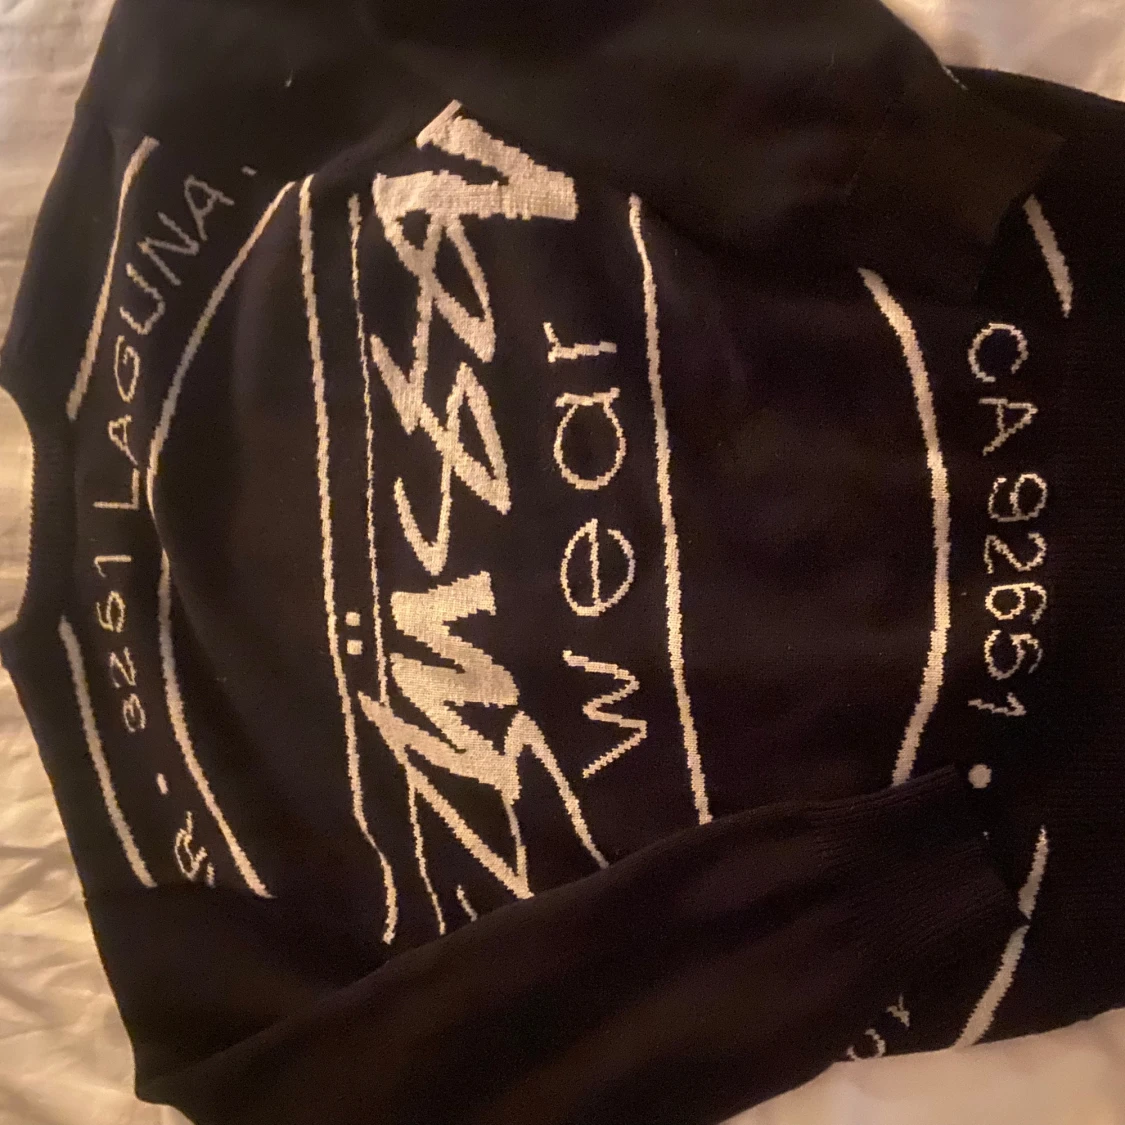 R • 3251 LAGUNA.
Stüssy
wear
CA 92651 •